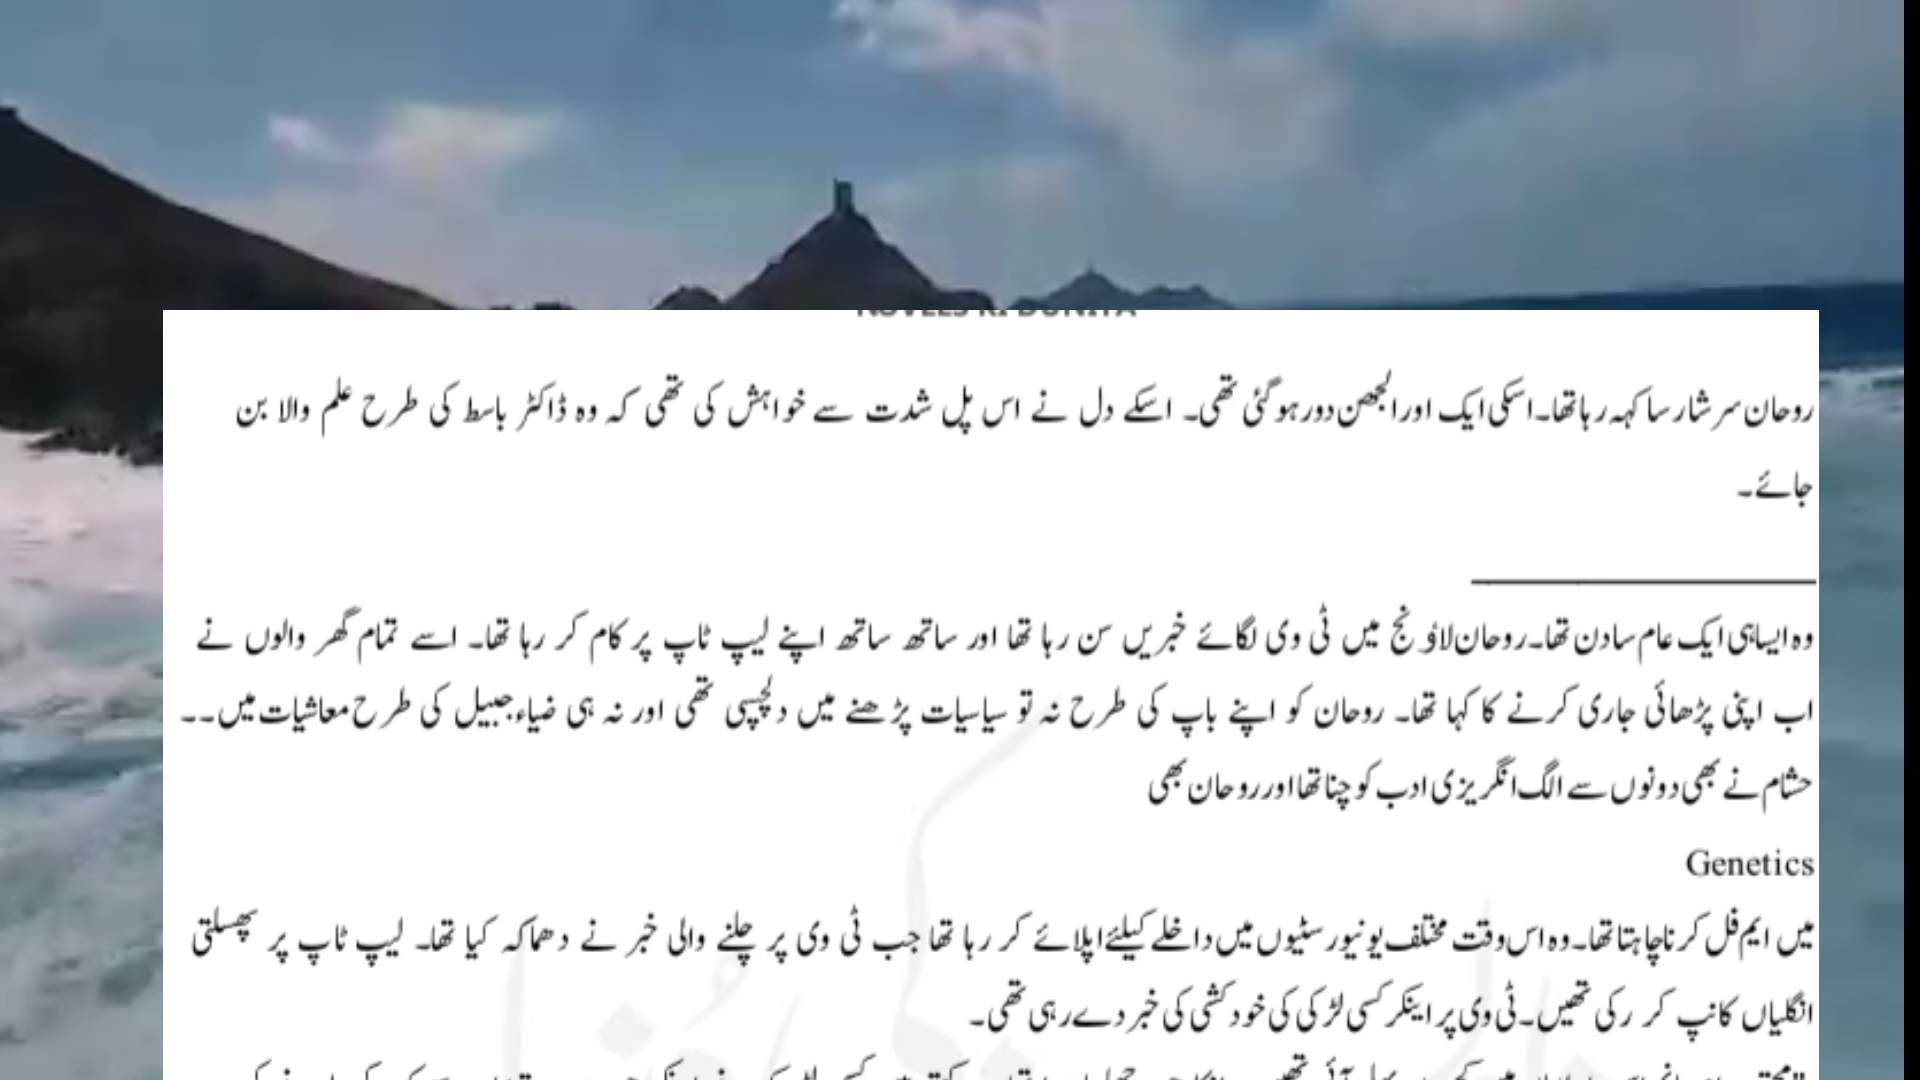 NOVELS KI DUNIYA
روحان سرشار سا کہہ رہا تھا۔ اسکی ایک اور الجھن دور ہو گئی تھی۔ اسکے دل نے اس پل شدت سے خواہش کی تھی کہ وہ ڈاکٹر باسط کی طرح علم والا بن
جائے۔
وہ ایسا ہی ایک عام سا دن تھا۔ روحان لاؤنج میں ٹی وی لگائے خبریں سن رہا تھا اور ساتھ ساتھ اپنے لیپ ٹاپ پر کام کر رہا تھا۔ اسے تمام گھر والوں نے
اب اپنی پڑھائی جاری کرنے کا کہا تھا۔ روحان کو اپنے باپ کی طرح نہ تو سیاسیات پڑھنے میں دلچسپی تھی اور نہ ہی ضیاء جبیل کی طرح معاشیات میں۔۔
حشام نے بھی دونوں سے الگ انگریزی ادب کو چنا تھا اور روحان بھی
Genetics
میں ایم فل کرنا چاہتا تھا۔ وہ اس وقت مختلف یونیورسٹیوں میں داخلے کیلئے اپلائے کر رہا تھا جب ٹی وی پر چلنے والی خبر نے دھماکہ کیا تھا۔ لیپ ٹاپ پر پھسلتی
انگلیاں کانپ کر رکی تھیں۔ ٹی وی پر اینکر کسی لڑکی کی خودکشی کی خبر دے رہی تھی۔